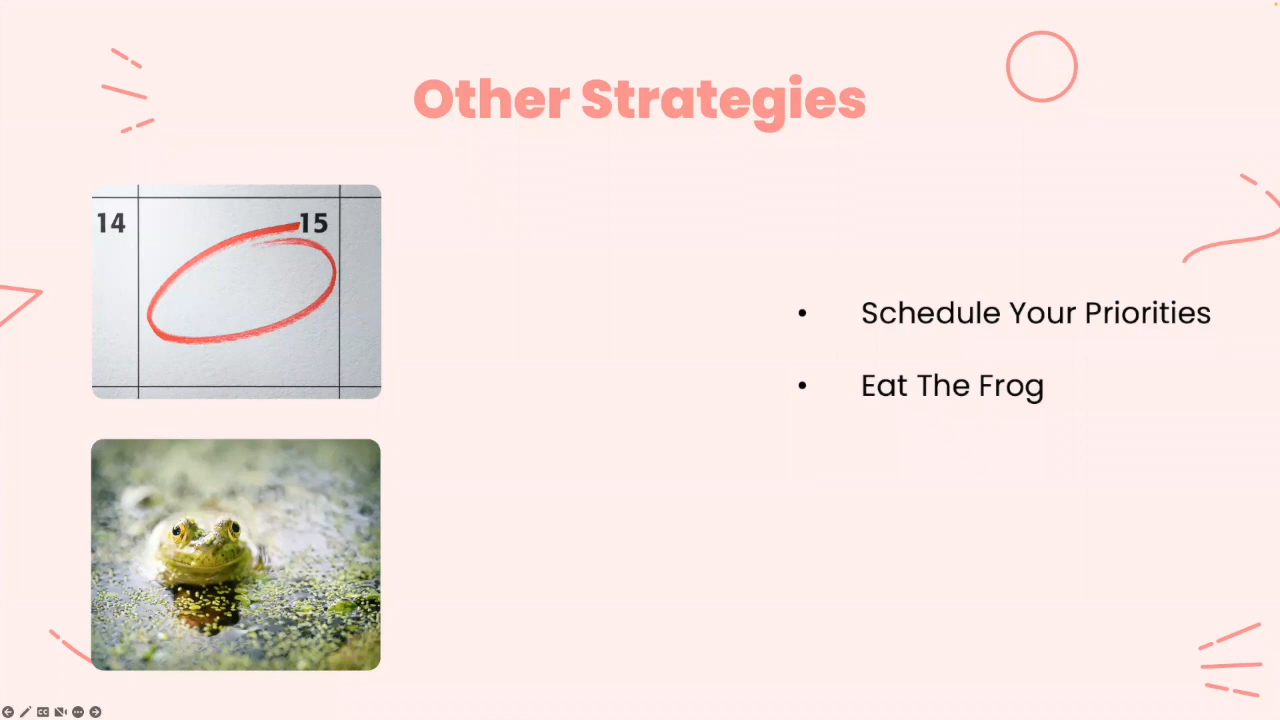 Other Strategies
14 15
• Schedule Your Priorities
• Eat The Frog